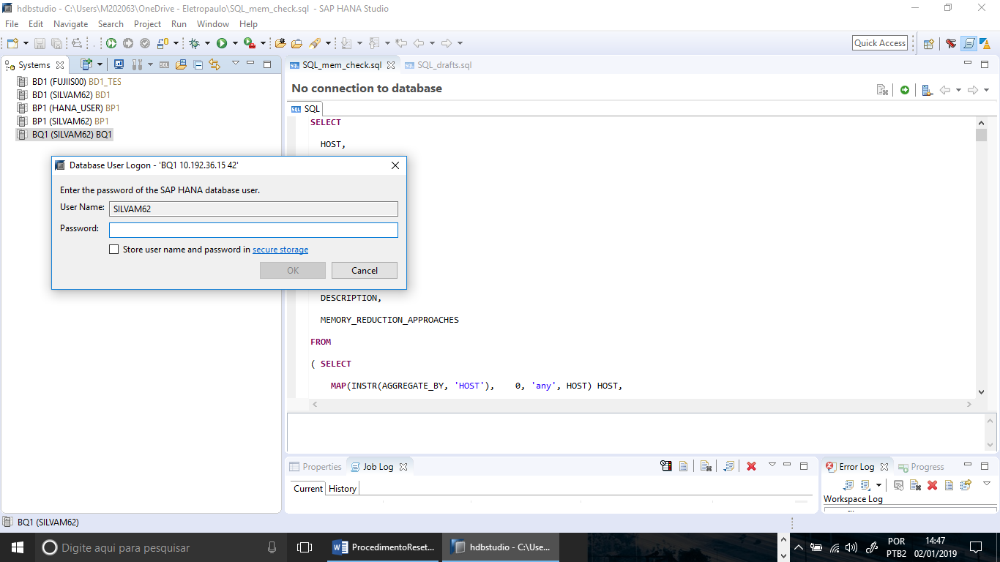 hdbstudio - C:\Users\M202063\OneDrive - Eletropaulo\SQL_mem_check.sql - SAP HANA Studio
File Edit Navigate Search Project Run Window Help
Quick Access
Systems
BD1 (FUJIIS00) BD1_TES
BD1 (SILVAM62) BD1
BP1 (HANA_USER) BP1
BP1 (SILVAM62) BP1
BQ1 (SILVAM62) BQ1
SQL_mem_check.sql
SQL_drafts.sql
No connection to database
SQL
SELECT
HOST,
Database User Logon - 'BQ1 10.192.36.15 42'
Enter the password of the SAP HANA database user.
User Name: SILVAM62
Password:
Store user name and password in secure storage
OK Cancel
DESCRIPTION,
MEMORY_REDUCTION_APPROACHES
FROM
( SELECT
MAP(INSTR(AGGREGATE_BY, 'HOST'), 0, 'any', HOST) HOST,
Properties Job Log
Current History
Error Log Progress
Workspace Log
BQ1 (SILVAM62)
Digite aqui para pesquisar
ProcedimentoReset...
hdbstudio - C:\Use...
POR
PTB2
14:47
02/01/2019